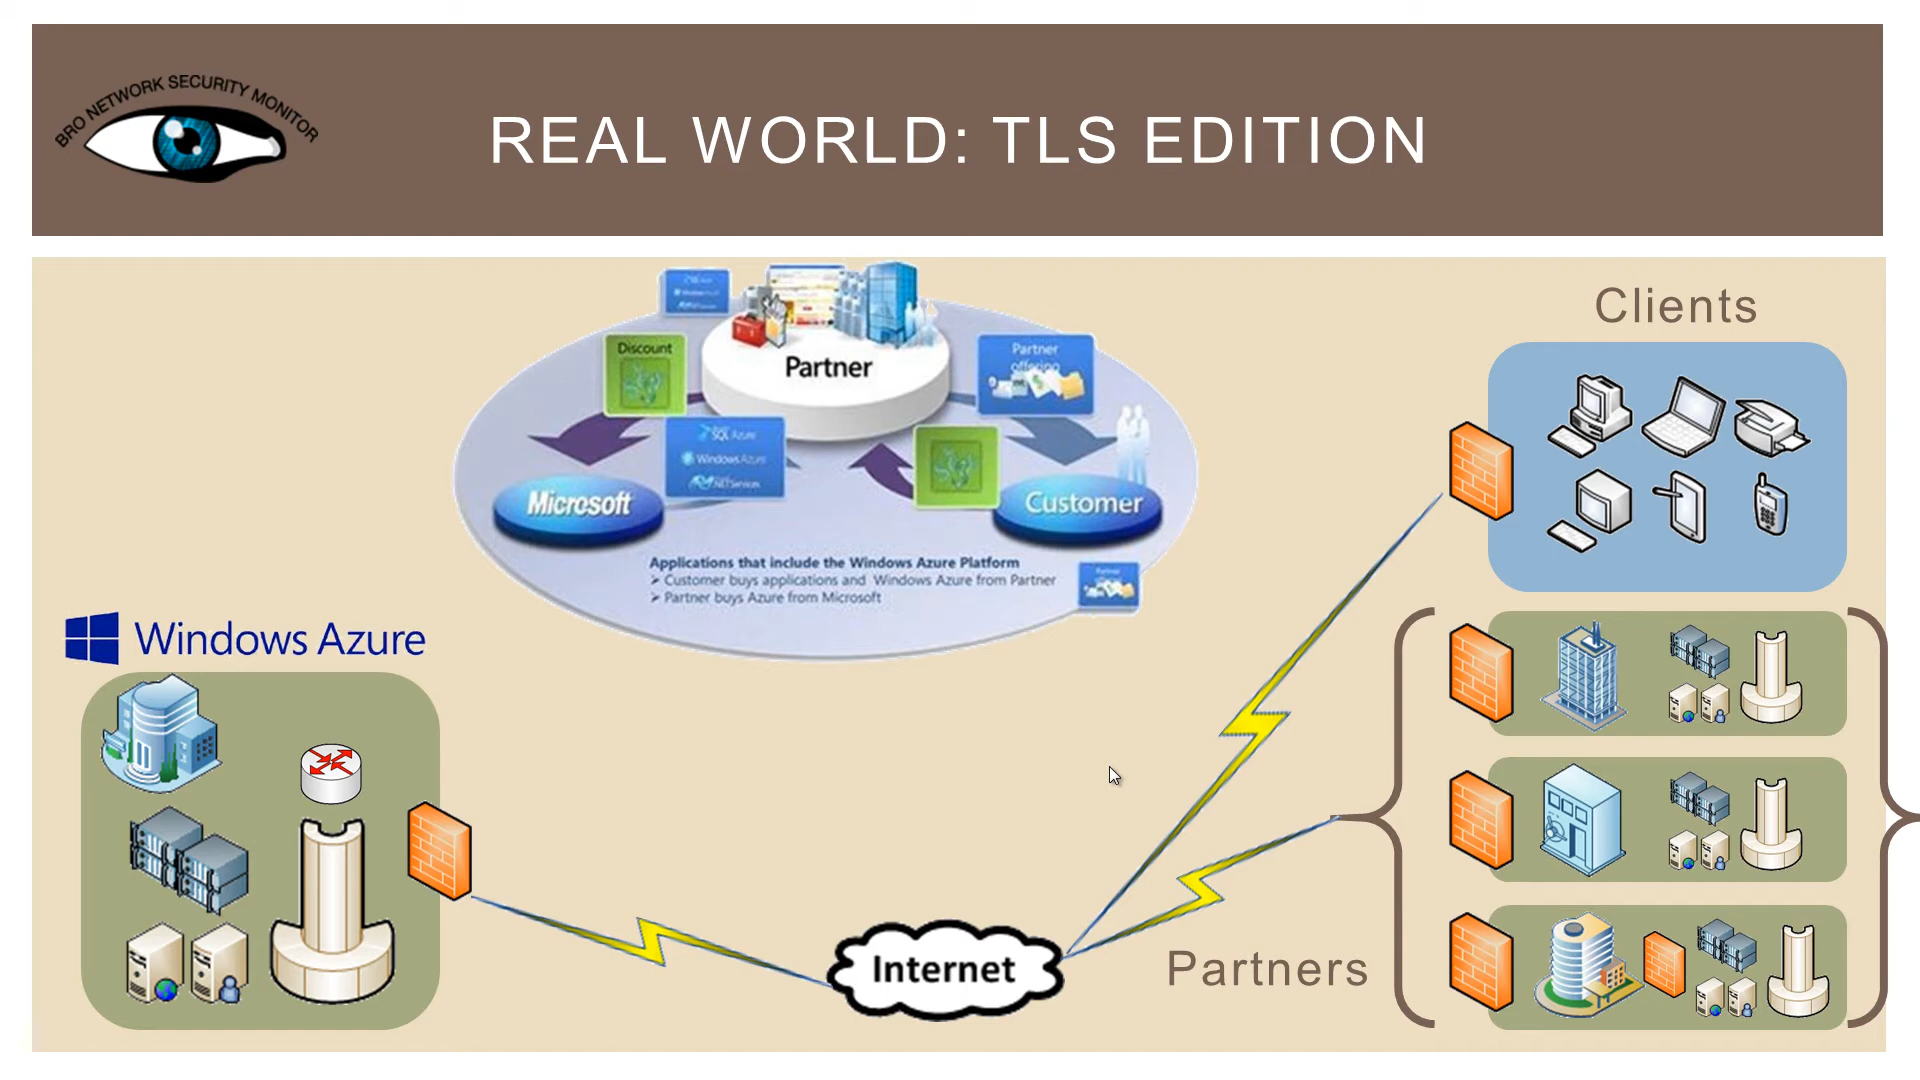 BRO NETWORK SECURITY MONITOR
REAL WORLD: TLS EDITION
Clients
Discount
Partner
Partner
offering
SQL Azure
Windows Azure
.NET Services
Microsoft
Customer
Applications that include the Windows Azure Platform
➢ Customer buys applications and Windows Azure from Partner
➢ Partner buys Azure from Microsoft
Windows Azure
Internet
Partners